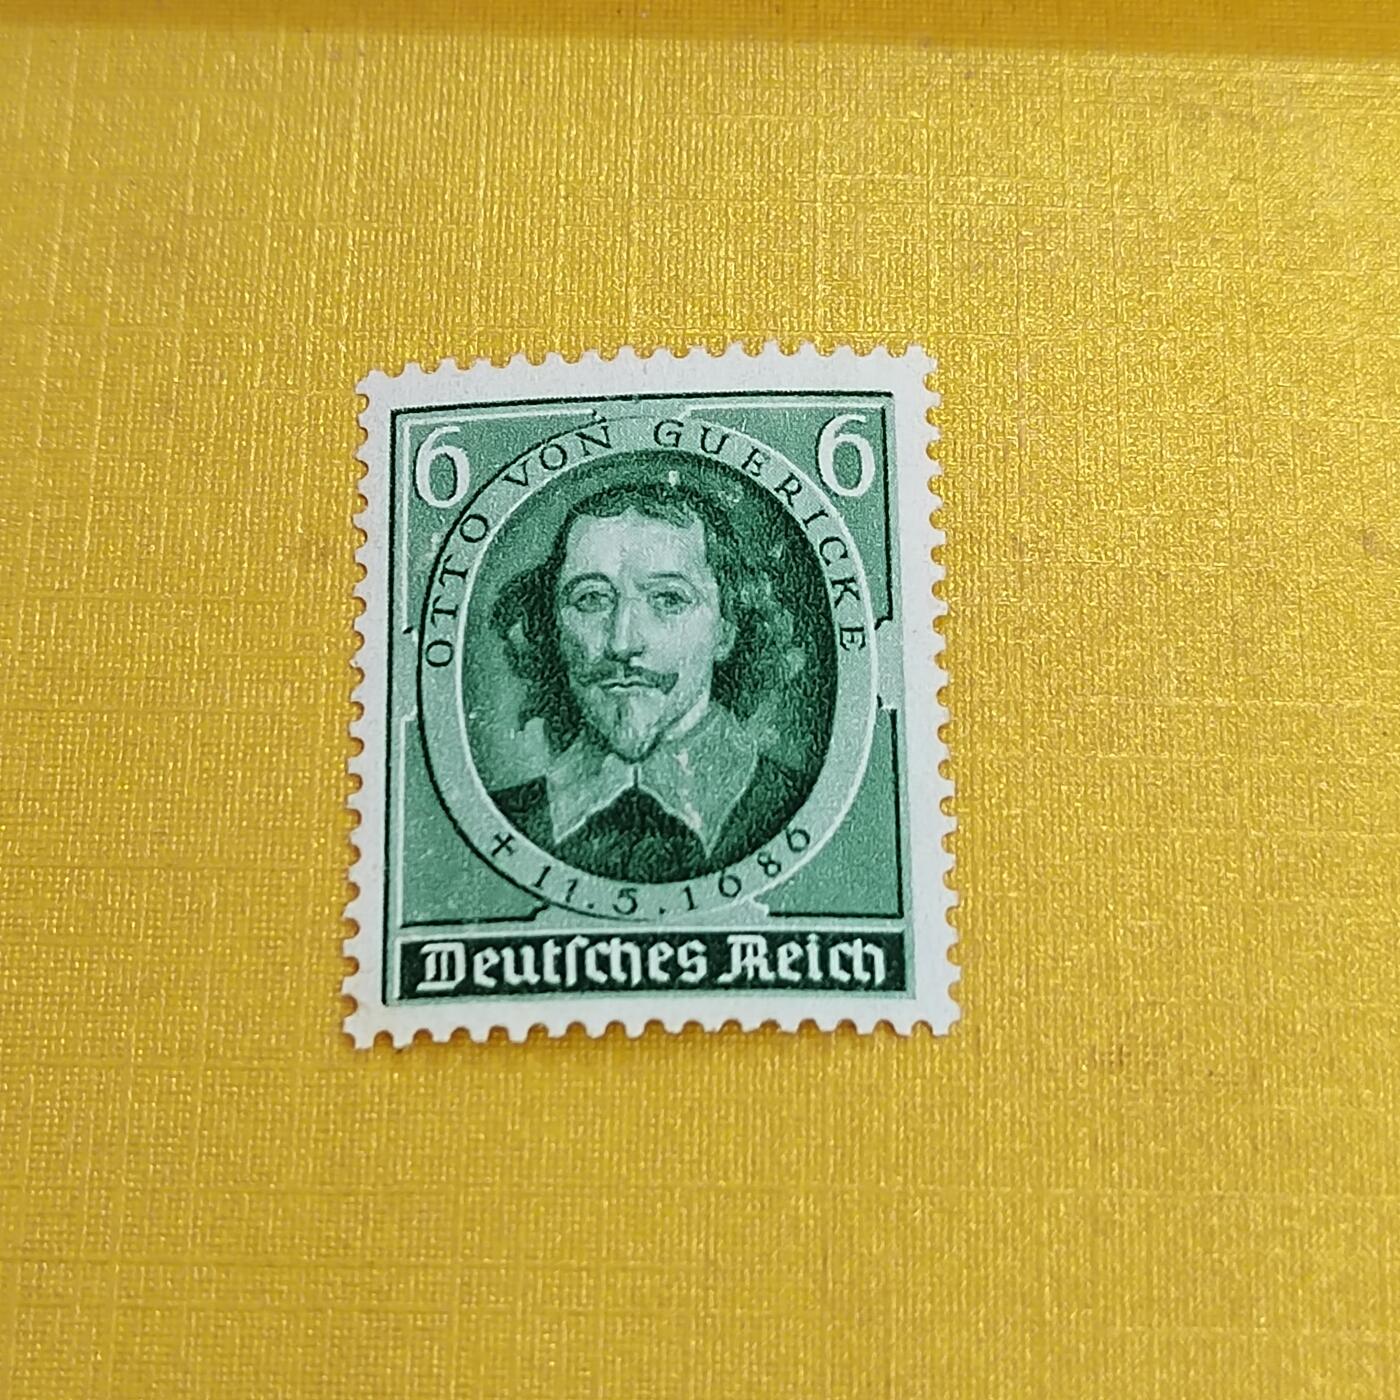 6 6
OTTO VON GUERICKE
+ 11.5.1686
Deutſches Reich